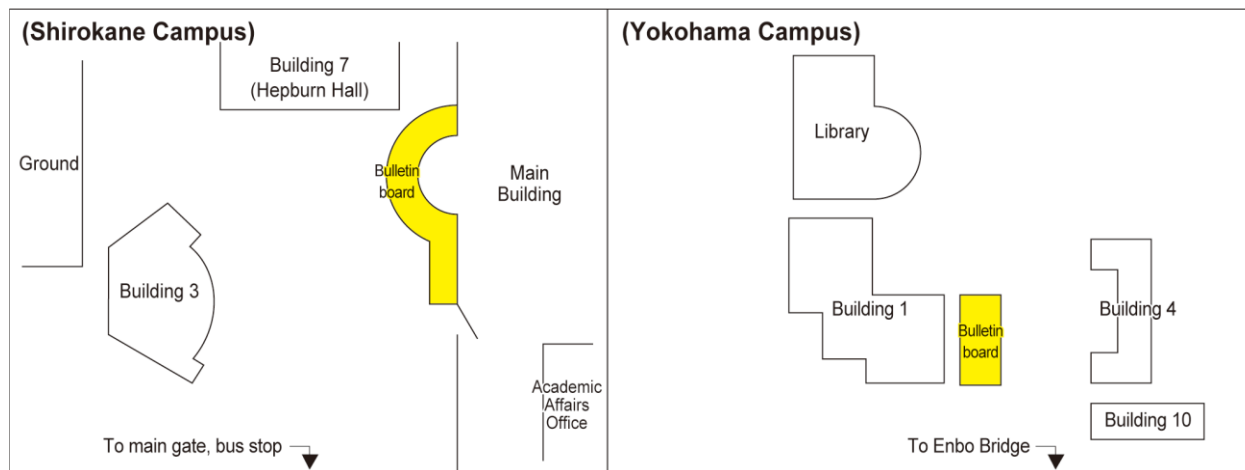 (Shirokane Campus)
Building 7
(Hepburn Hall)
Ground
Bulletin
board
Main
Building
Building 3
Academic
Affairs
Office
To main gate, bus stop
(Yokohama Campus)
Library
Building 1
Bulletin
board
Building 4
Building 10
To Enbo Bridge